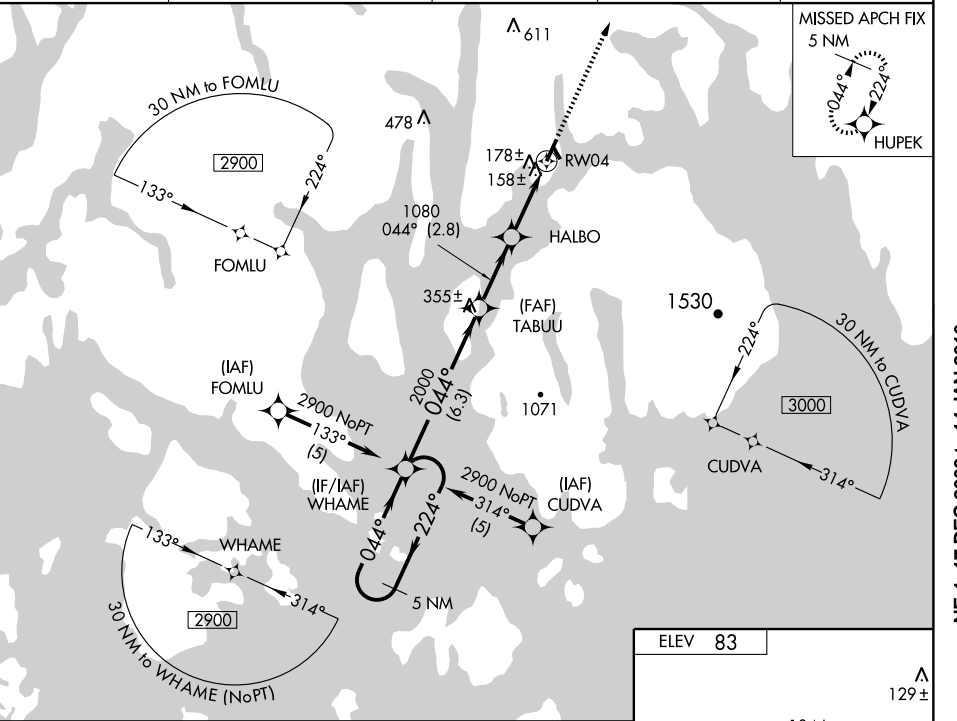 611
MISSED APCH FIX
5 NM
044°
224°
HUPEK
30 NM to FOMLU
2900
133°
224°
FOMLU
478
178±
158±
RW04
1080
044° (2.8)
HALBO
355±
(FAF)
TABUU
1530
224°
30 NM to CUDVA
3000
CUDVA
314°
(IAF)
FOMLU
2900 NoPT
133°
(5)
2000
044°
(6.3)
1071
(IF/IAF)
WHAME
2900 NoPT
314°
(5)
(IAF)
CUDVA
044°
224°
5 NM
133°
WHAME
314°
2900
30 NM to WHAME (NoPT)
ELEV 83
129±